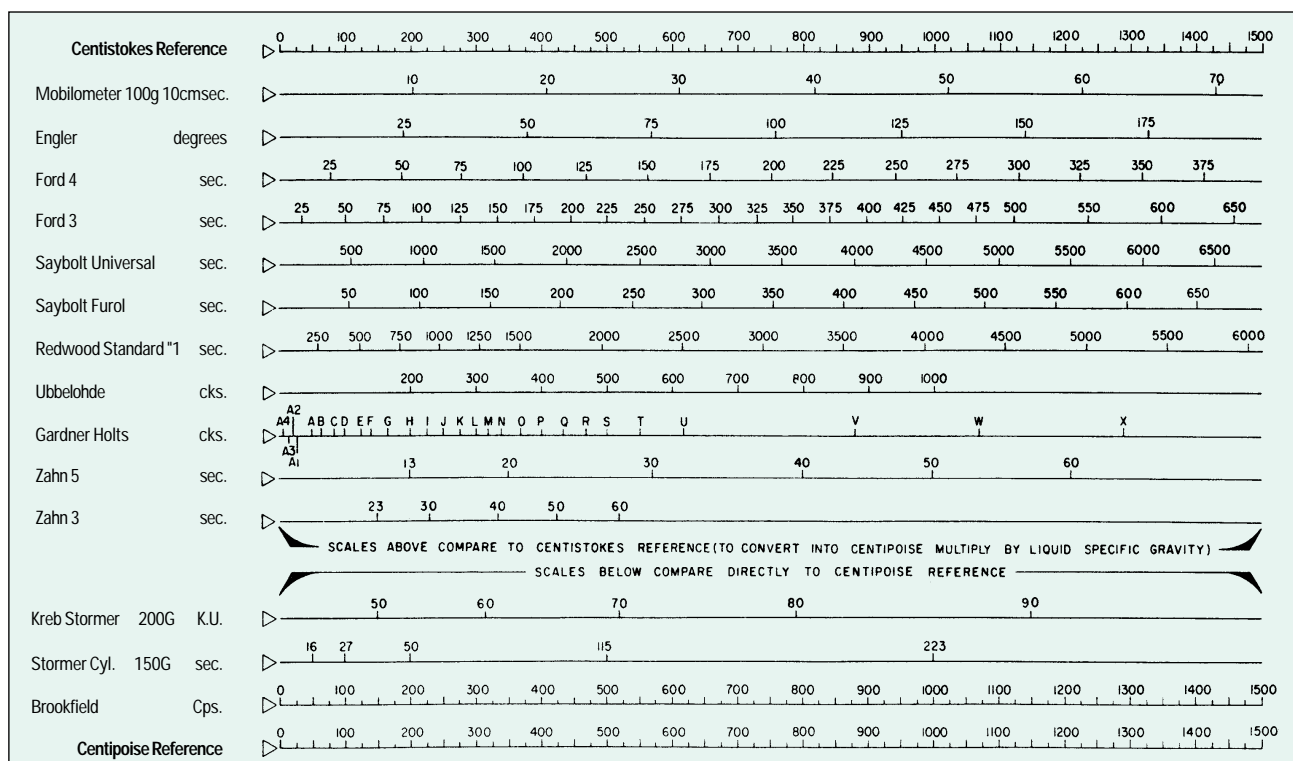 Centistokes Reference 0 100 200 300 400 500 600 700 800 900 1000 1100 1200 1300 1400 1500
Mobilometer 100g 10cmsec. 10 20 30 40 50 60 70
Engler degrees 25 50 75 100 125 150 175
Ford 4 sec. 25 50 75 100 125 150 175 200 225 250 275 300 325 350 375
Ford 3 sec. 25 50 75 100 125 150 175 200 225 250 275 300 325 350 375 400 425 450 475 500 550 600 650
Saybolt Universal sec. 500 1000 1500 2000 2500 3000 3500 4000 4500 5000 5500 6000 6500
Saybolt Furol sec. 50 100 150 200 250 300 350 400 450 500 550 600 650
Redwood Standard "1 sec. 250 500 750 1000 1250 1500 2000 2500 3000 3500 4000 4500 5000 5500 6000
Ubbelohde cks. 200 300 400 500 600 700 800 900 1000
A2
A4 A B C D E F G H I J K L M N O P Q R S T U V W X
Gardner Holts cks.
A3
A1
Zahn 5 sec. 13 20 30 40 50 60
Zahn 3 sec. 23 30 40 50 60
SCALES ABOVE COMPARE TO CENTISTOKES REFERENCE(TO CONVERT INTO CENTIPOISE MULTIPLY BY LIQUID SPECIFIC GRAVITY)
SCALES BELOW COMPARE DIRECTLY TO CENTIPOISE REFERENCE
Kreb Stormer 200G K.U. 50 60 70 80 90
Stormer Cyl. 150G sec. 16 27 50 115 223
Brookfield Cps. 0 100 200 300 400 500 600 700 800 900 1000 1100 1200 1300 1400 1500
Centipoise Reference 0 100 200 300 400 500 600 700 800 900 1000 1100 1200 1300 1400 1500